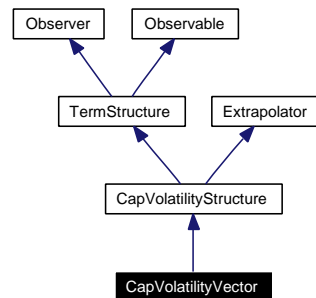 Observer Observable
TermStructure Extrapolator
CapVolatilityStructure
CapVolatilityVector